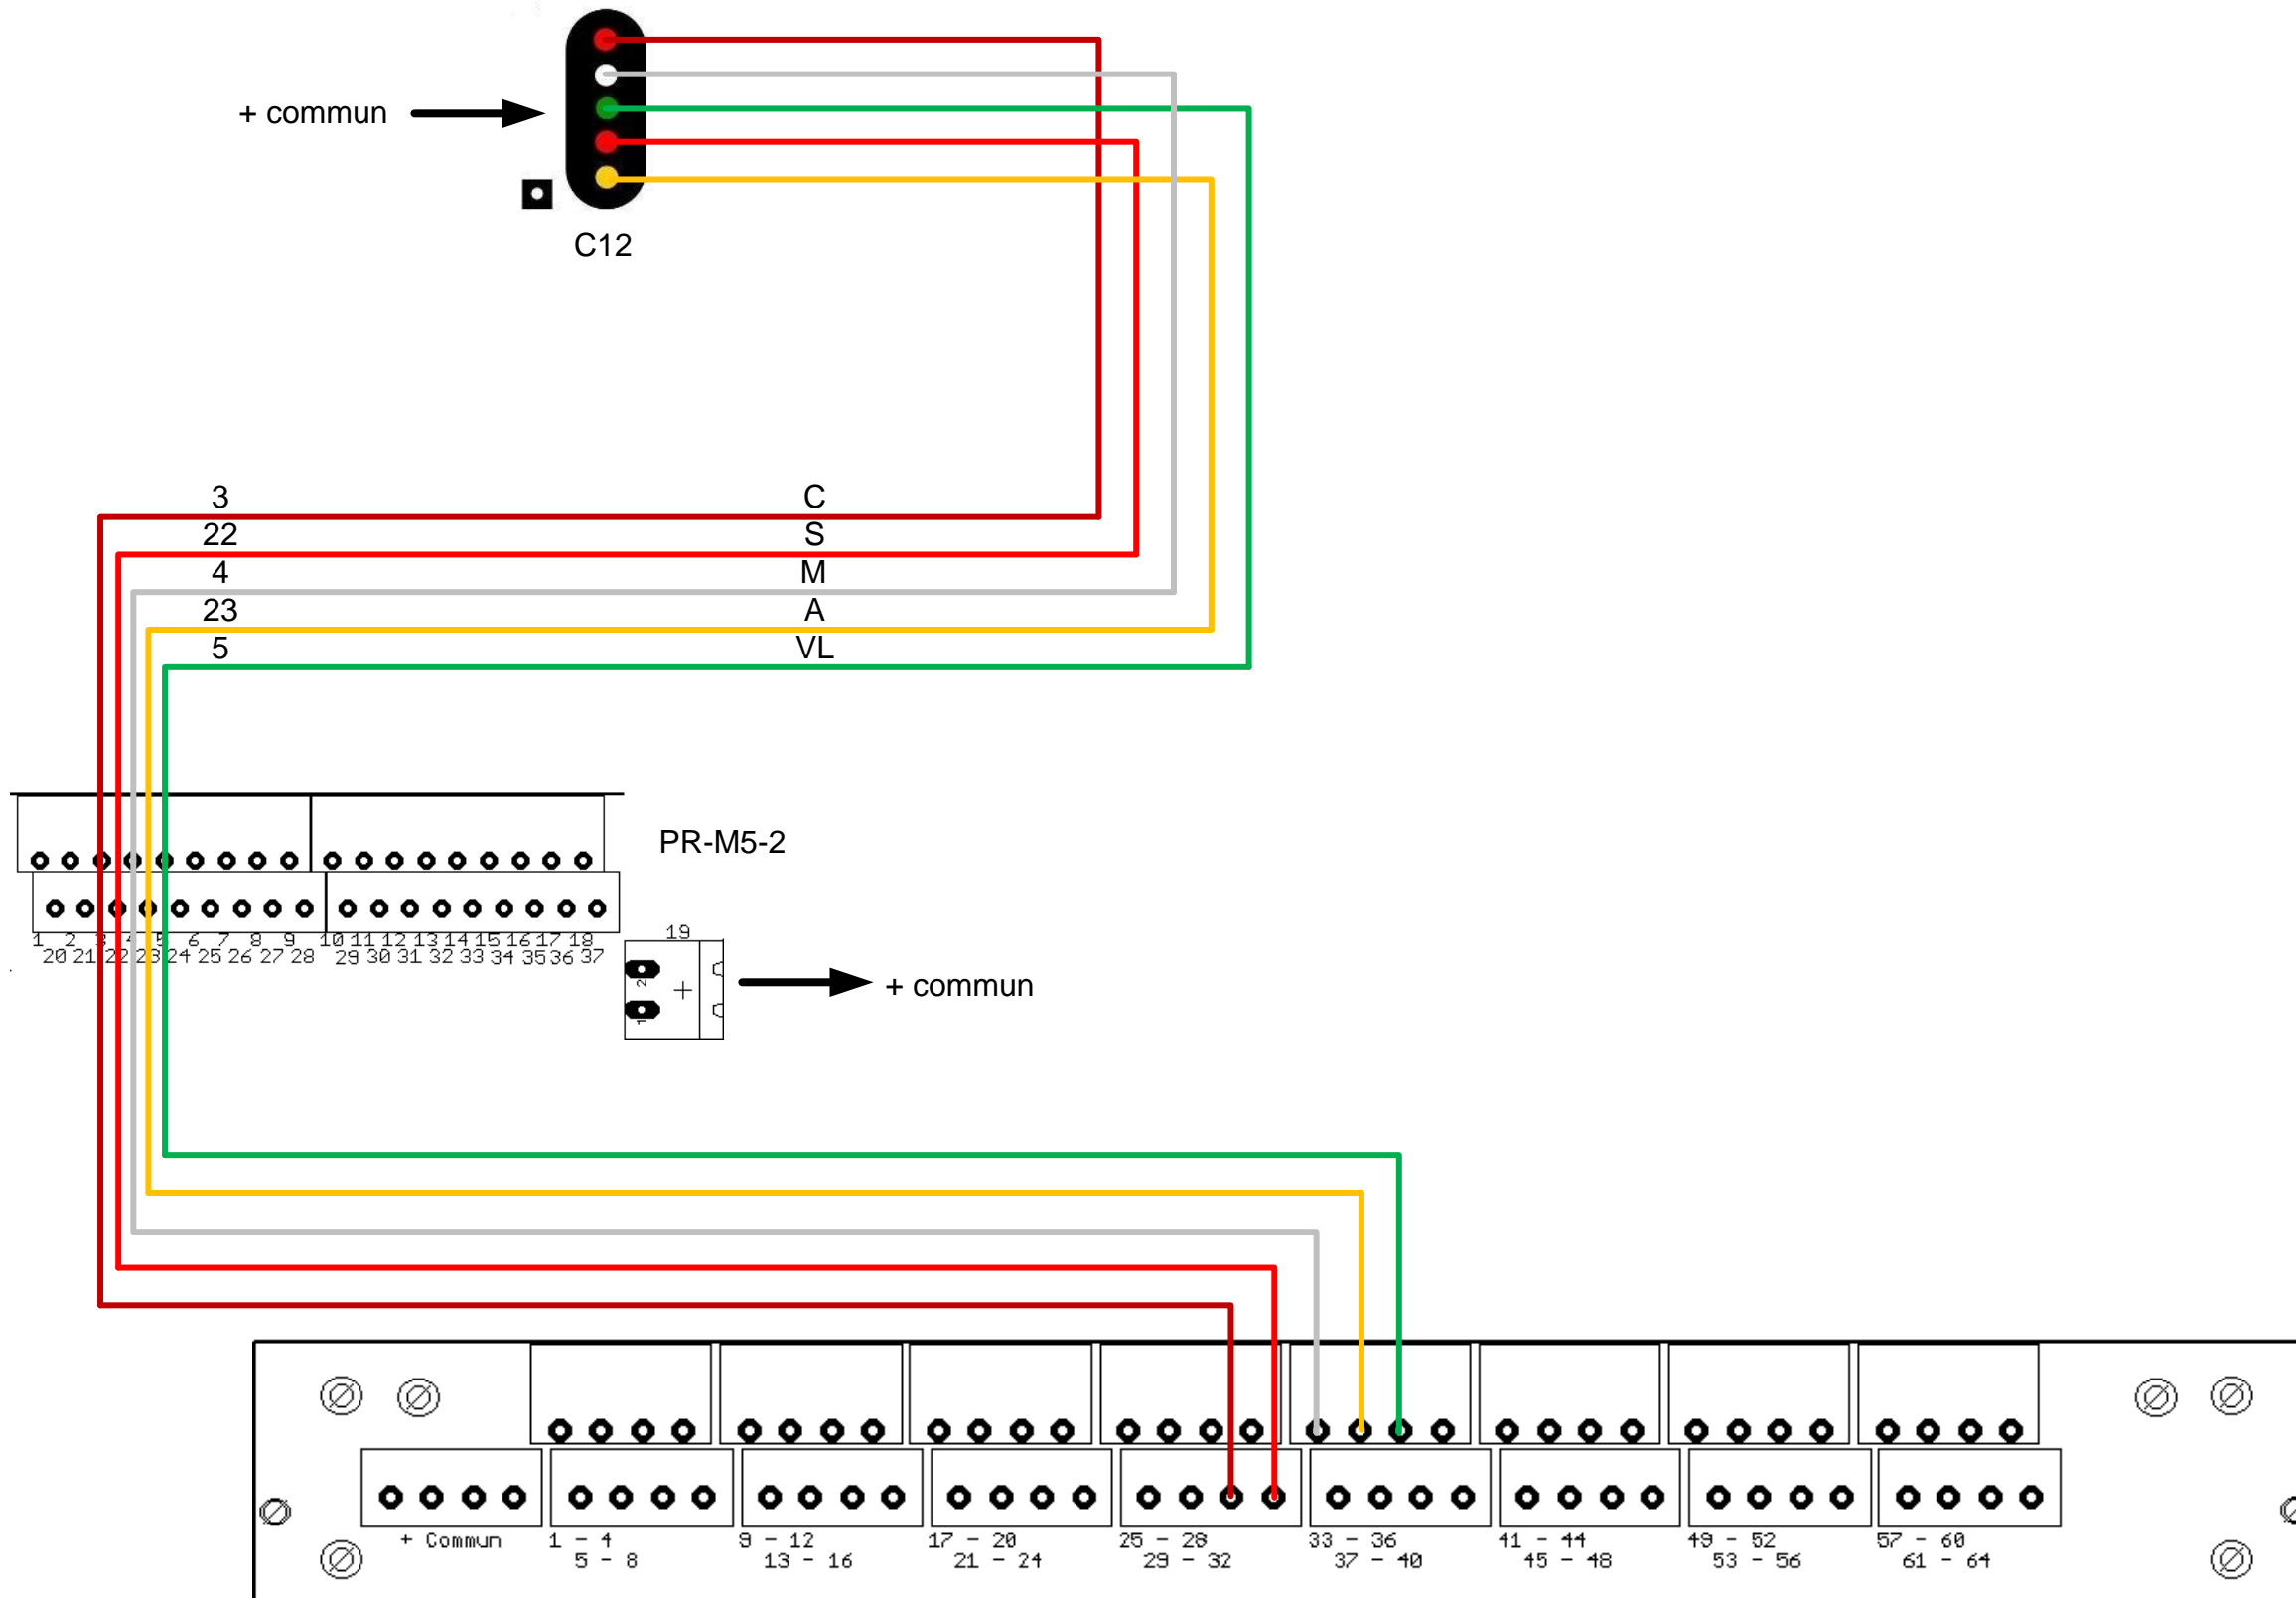 + commun
C12
3 C
22 S
4 M
23 A
5 VL
PR-M5-2
1 2 3 4 5 6 7 8 9 10 11 12 13 14 15 16 17 18
20 21 22 23 24 25 26 27 28 29 30 31 32 33 34 35 36 37
19
2
+
1
+ commun
+ Commun 1 - 4 9 - 12 17 - 20 25 - 28 33 - 36 41 - 44 49 - 52 57 - 60
5 - 8 13 - 16 21 - 24 29 - 32 37 - 40 45 - 48 53 - 56 61 - 64